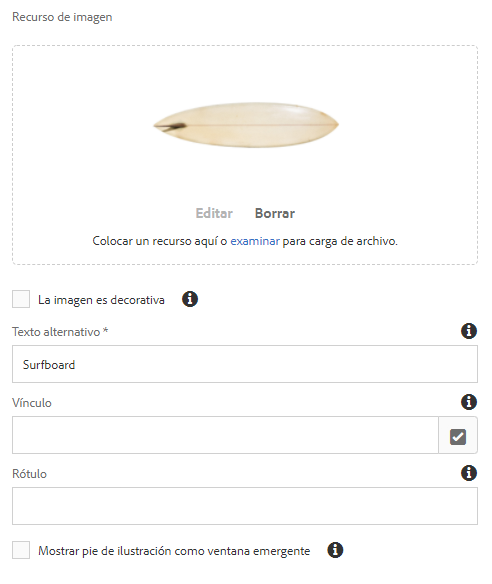 Recurso de imagen
Editar Borrar
Colocar un recurso aquí o examinar para carga de archivo.
La imagen es decorativa
Texto alternativo *
Surfboard
Vínculo
Rótulo
Mostrar pie de ilustración como ventana emergente